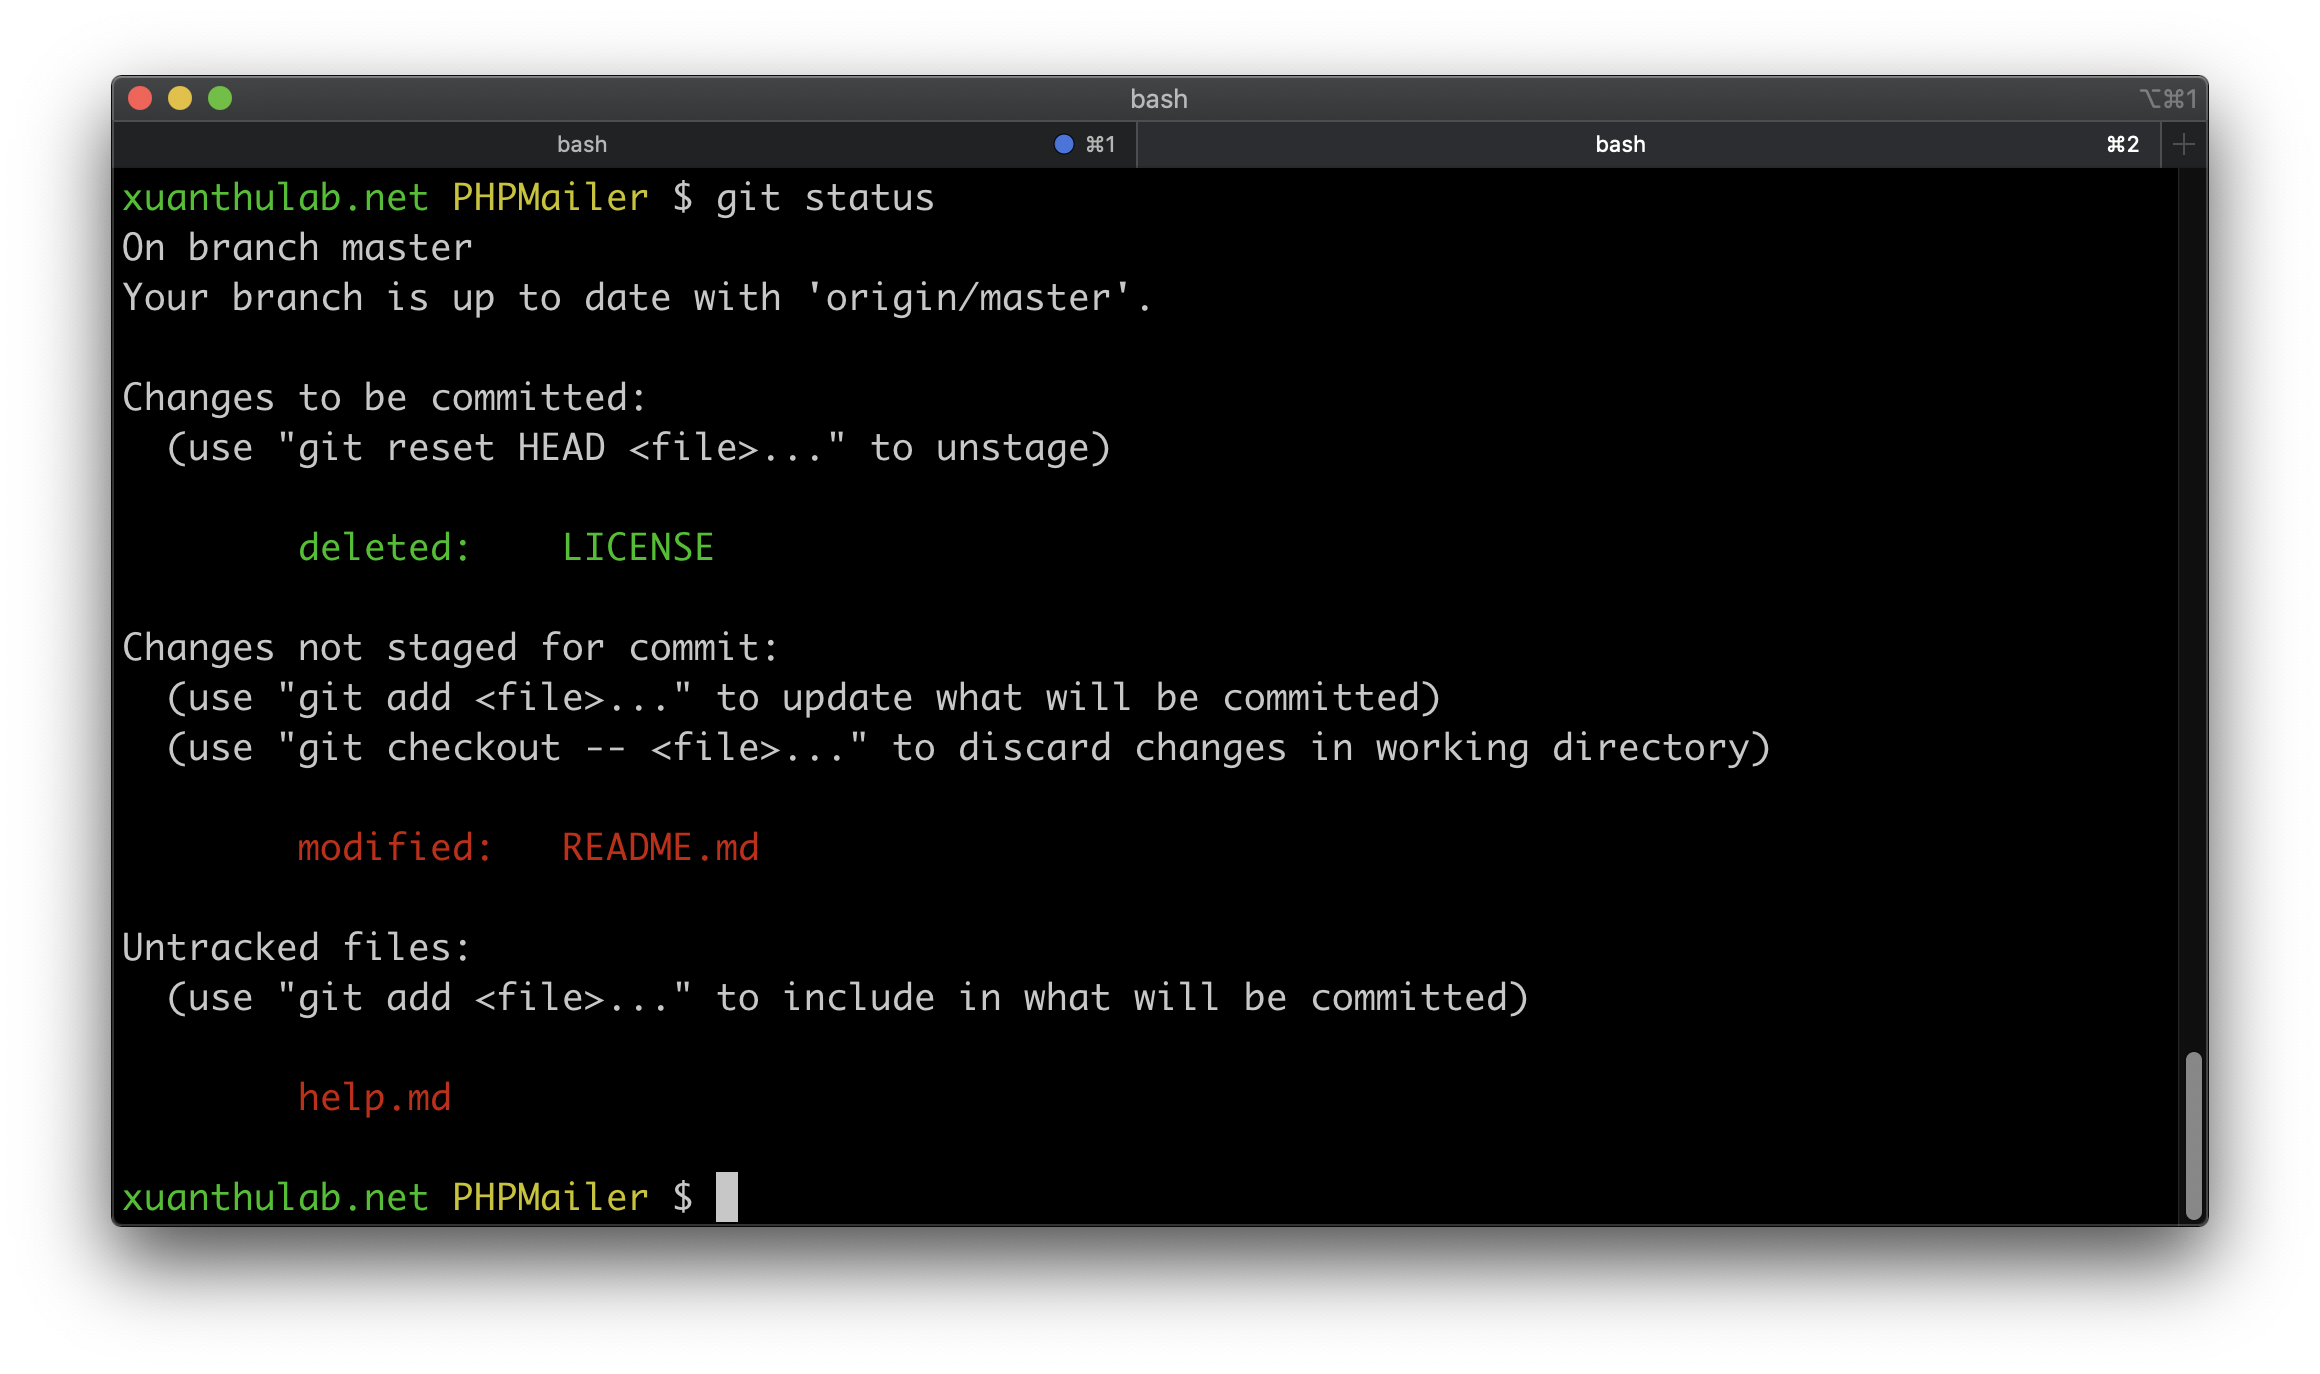 bash ⌥⌘1
bash ⌘1 bash ⌘2 +
xuanthulab.net PHPMailer $ git status
On branch master
Your branch is up to date with 'origin/master'.
Changes to be committed:
  (use "git reset HEAD <file>..." to unstage)
        deleted:    LICENSE
Changes not staged for commit:
  (use "git add <file>..." to update what will be committed)
  (use "git checkout -- <file>..." to discard changes in working directory)
        modified:   README.md
Untracked files:
  (use "git add <file>..." to include in what will be committed)
        help.md
xuanthulab.net PHPMailer $